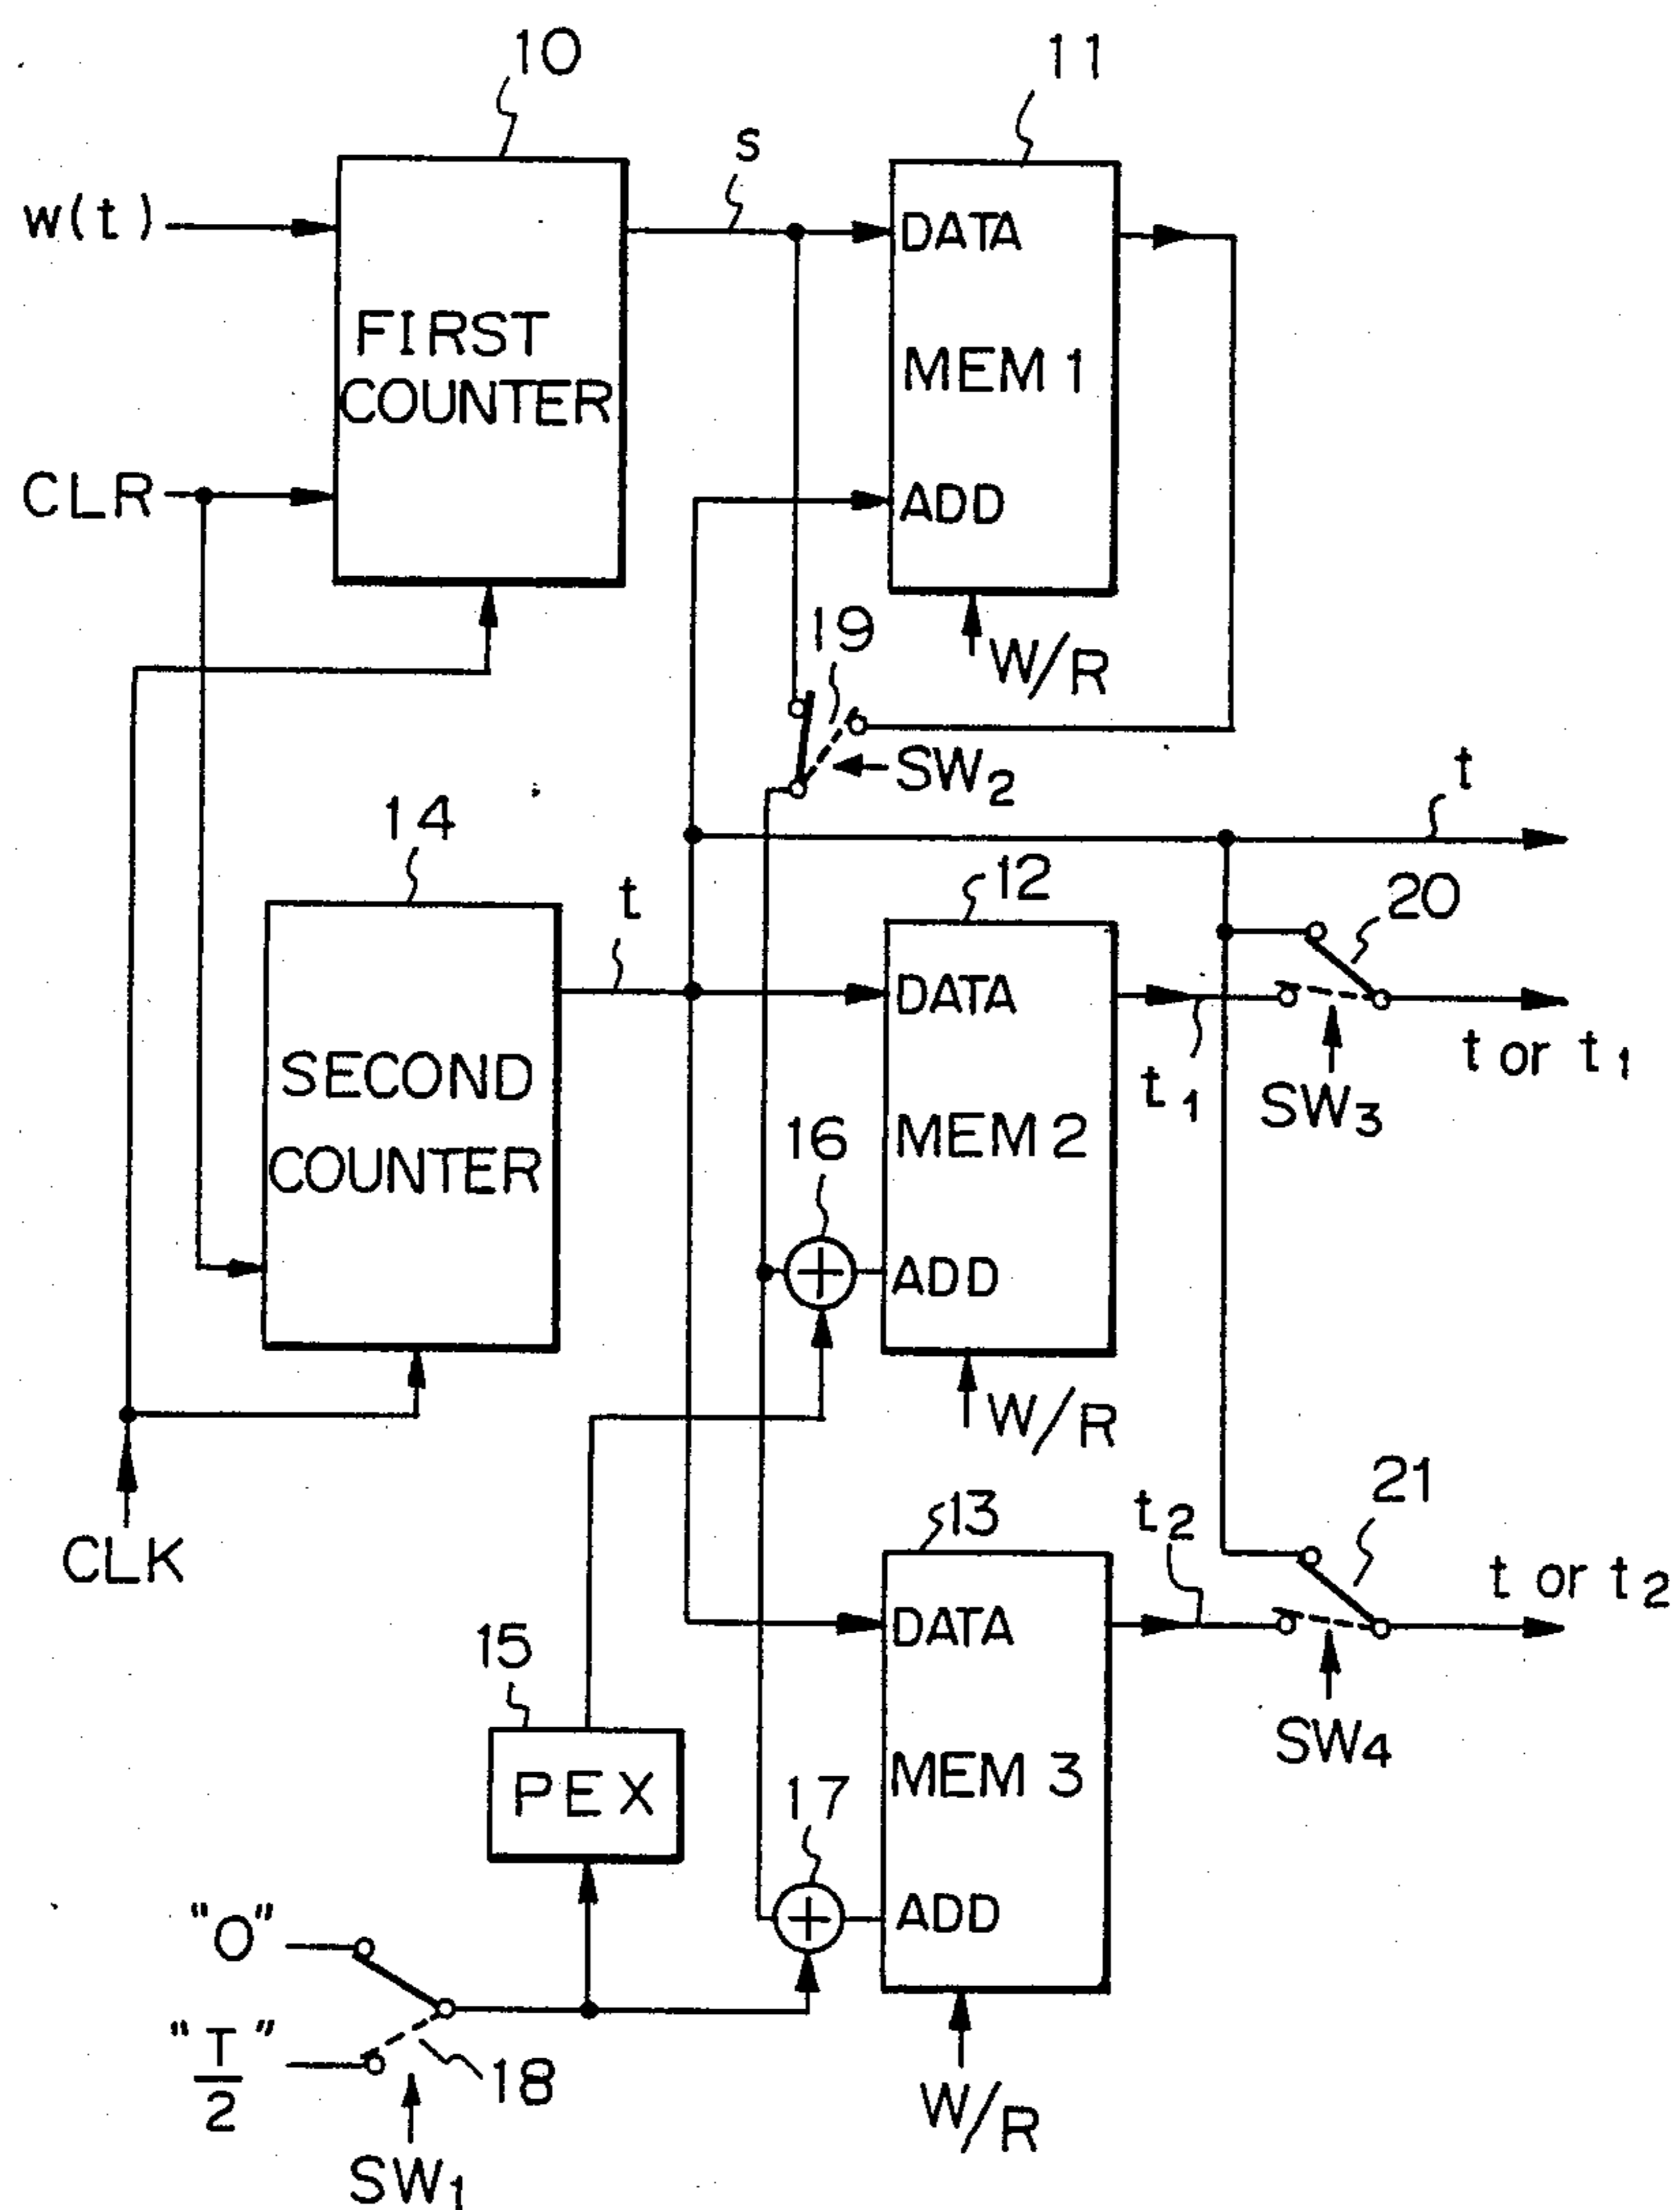 10
11
s
w(t)
DATA
FIRST
COUNTER
MEM 1
CLR
ADD
19
W/R
SW2
t
14
12
20
t
DATA
SECOND
COUNTER
t1
t or t1
SW3
MEM 2
16
ADD
W/R
CLK
13
t2
21
t or t2
DATA
15
SW4
PEX
MEM 3
17
ADD
"0"
"T/2"
18
W/R
SW1